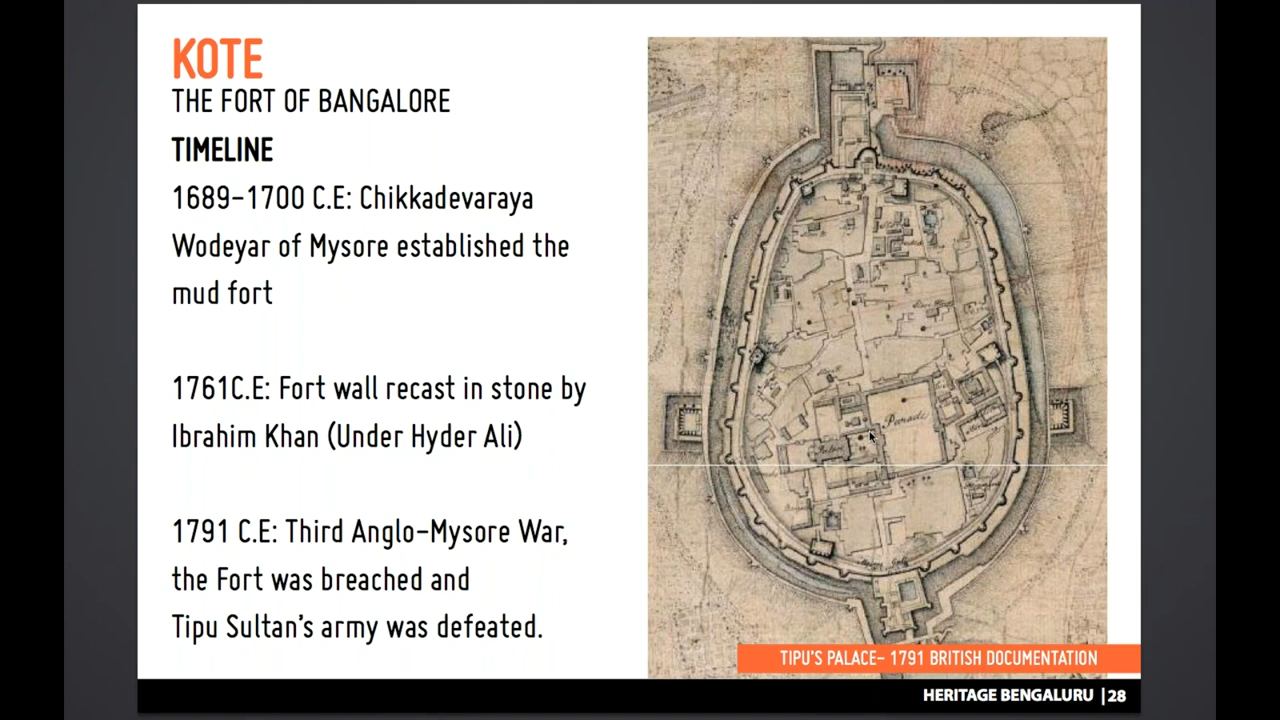 KOTE
THE FORT OF BANGALORE
TIMELINE
1689-1700 C.E: Chikkadevaraya
Wodeyar of Mysore established the
mud fort
1761C.E: Fort wall recast in stone by
Ibrahim Khan (Under Hyder Ali)
1791 C.E: Third Anglo-Mysore War,
the Fort was breached and
Tipu Sultan's army was defeated.
TIPU'S PALACE- 1791 BRITISH DOCUMENTATION
HERITAGE BENGALURU |28